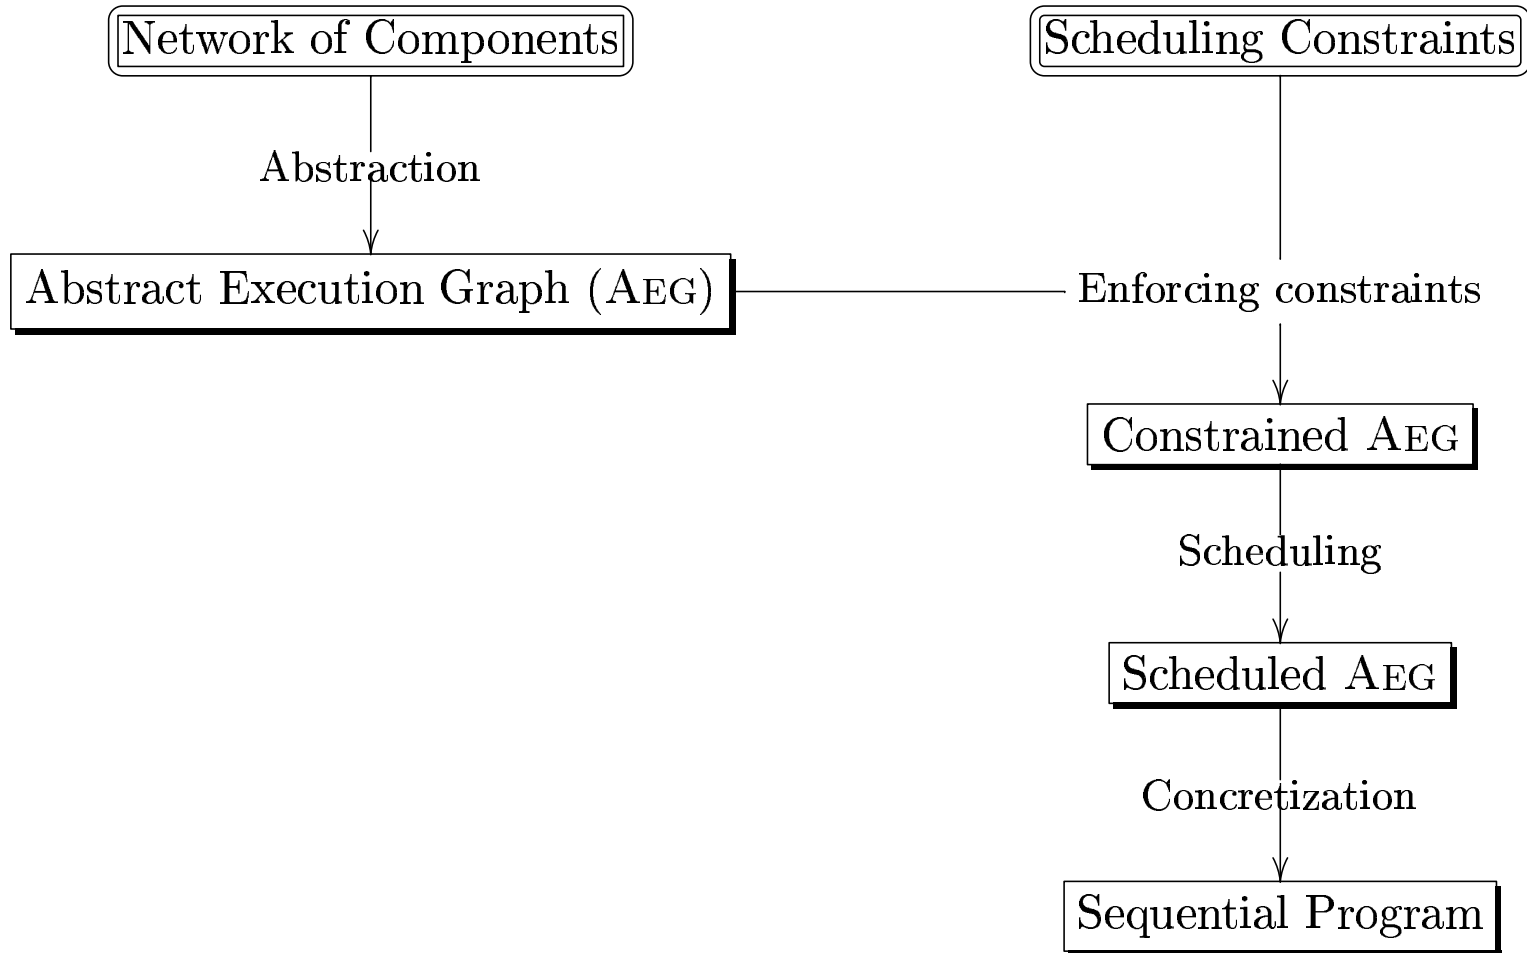 Network of Components
Scheduling Constraints
Abstraction
Abstract Execution Graph (AEG)
Enforcing constraints
Constrained AEG
Scheduling
Scheduled AEG
Concretization
Sequential Program